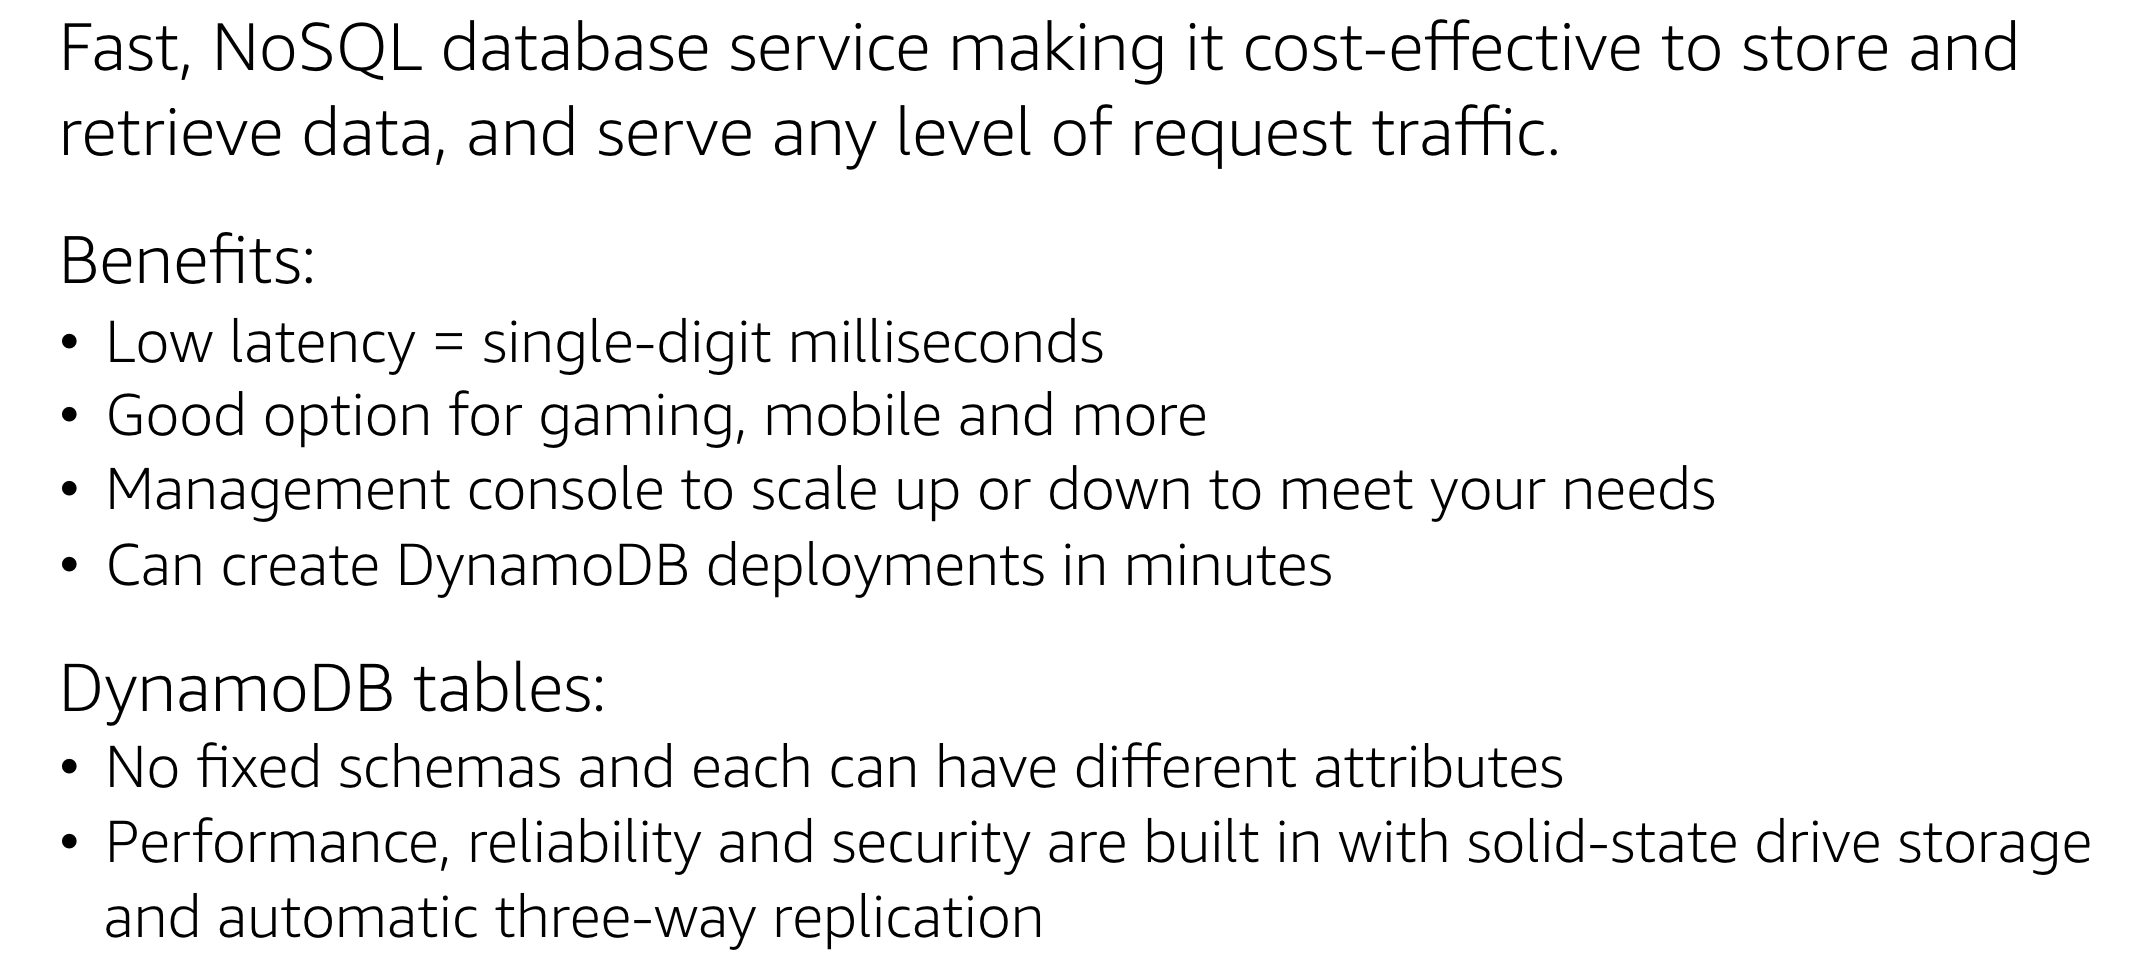 Fast, NoSQL database service making it cost-effective to store and
retrieve data, and serve any level of request traffic.
Benefits:
• Low latency = single-digit milliseconds
• Good option for gaming, mobile and more
• Management console to scale up or down to meet your needs
• Can create DynamoDB deployments in minutes
DynamoDB tables:
• No fixed schemas and each can have different attributes
• Performance, reliability and security are built in with solid-state drive storage
and automatic three-way replication